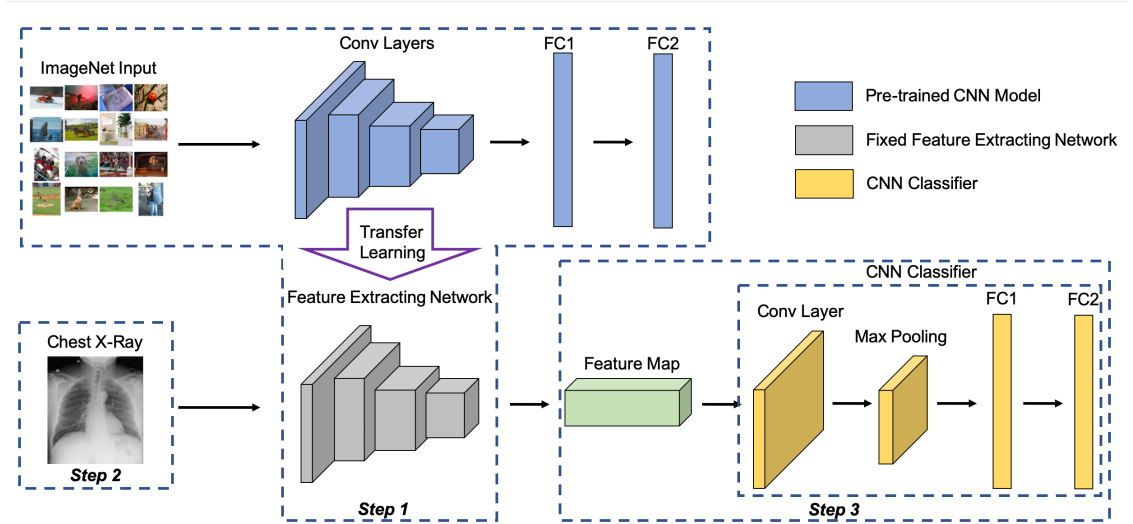 ImageNet Input
Conv Layers
FC1
FC2
Pre-trained CNN Model
Fixed Feature Extracting Network
CNN Classifier
Transfer
Learning
Feature Extracting Network
Chest X-Ray
Step 2
Step 1
Feature Map
CNN Classifier
Conv Layer
Max Pooling
FC1
FC2
Step 3